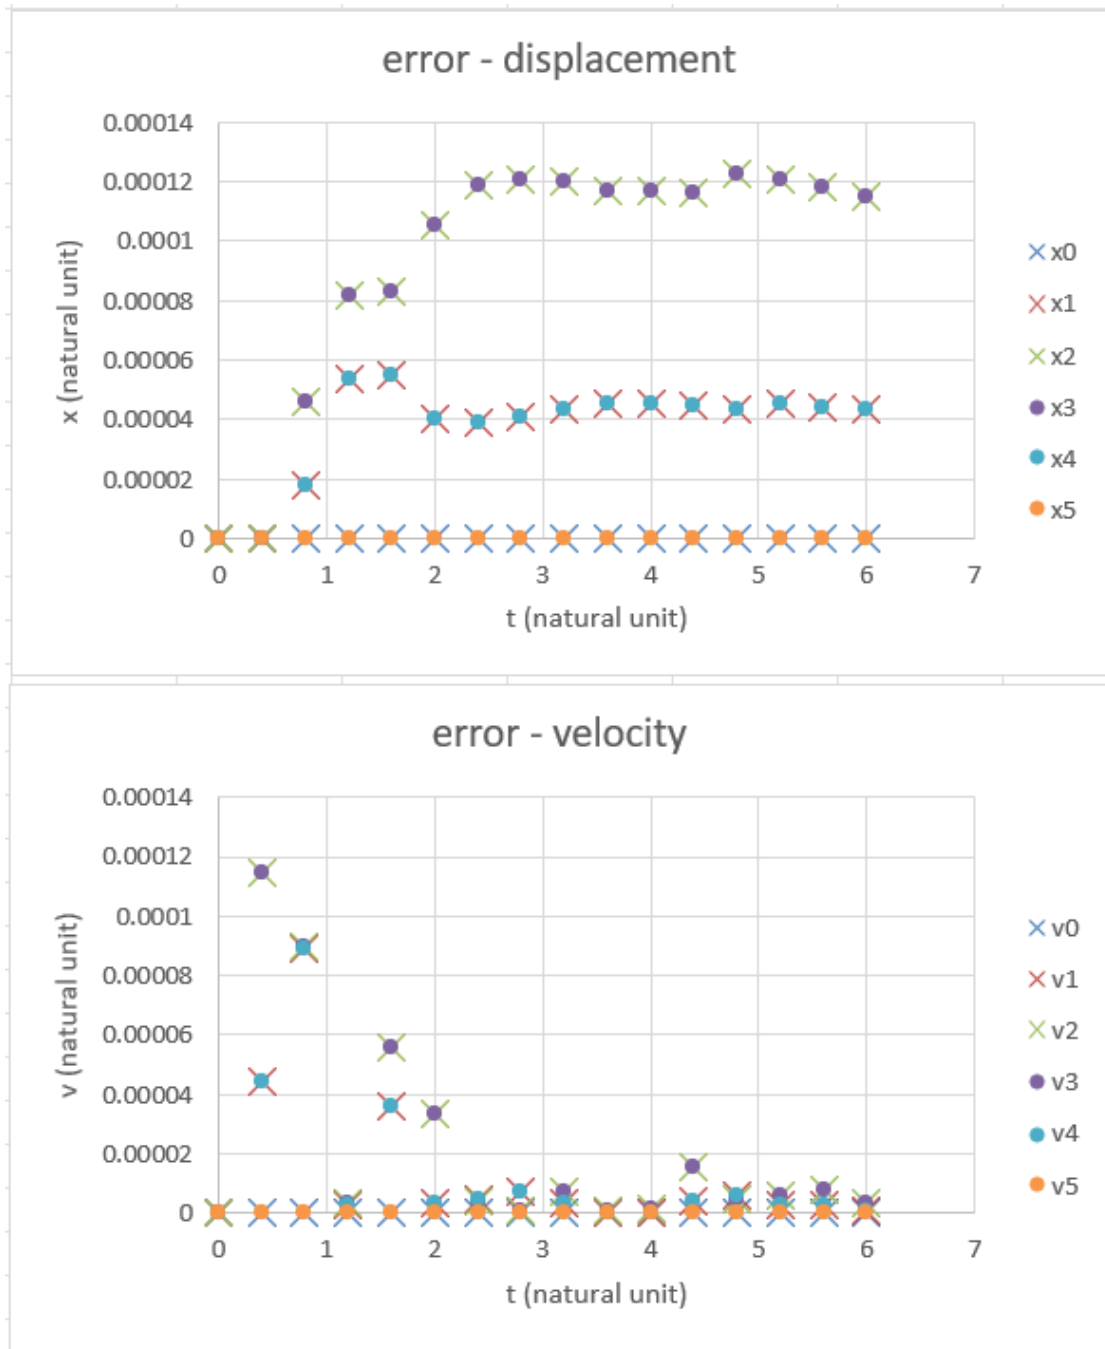 error - displacement
0.00014
0.00012
0.0001
0.00008
0.00006
0.00004
0.00002
0
x (natural unit)
0 1 2 3 4 5 6 7
t (natural unit)
x0
x1
x2
x3
x4
x5
error - velocity
0.00014
0.00012
0.0001
0.00008
0.00006
0.00004
0.00002
0
v (natural unit)
0 1 2 3 4 5 6 7
t (natural unit)
v0
v1
v2
v3
v4
v5